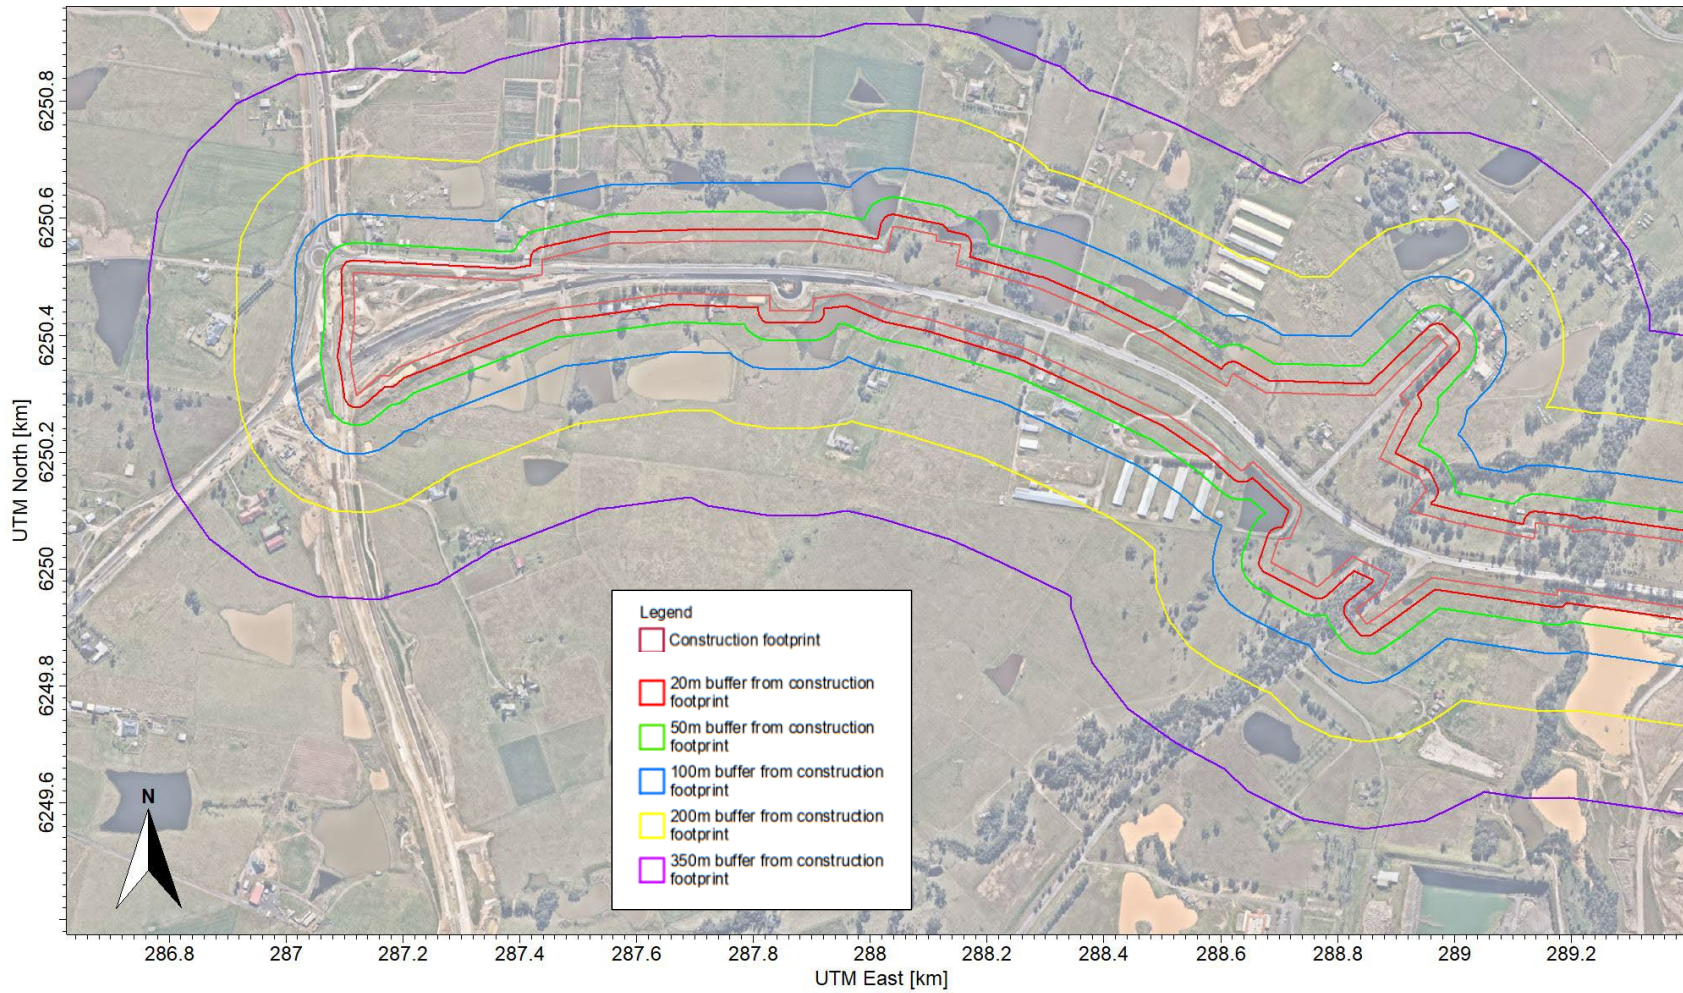 6250.8
6250.6
6250.4
6250.2
6250
6249.8
6249.6
UTM North [km]
N
Legend
Construction footprint
20m buffer from construction
footprint
50m buffer from construction
footprint
100m buffer from construction
footprint
200m buffer from construction
footprint
350m buffer from construction
footprint
286.8 287 287.2 287.4 287.6 287.8 288 288.2 288.4 288.6 288.8 289 289.2
UTM East [km]